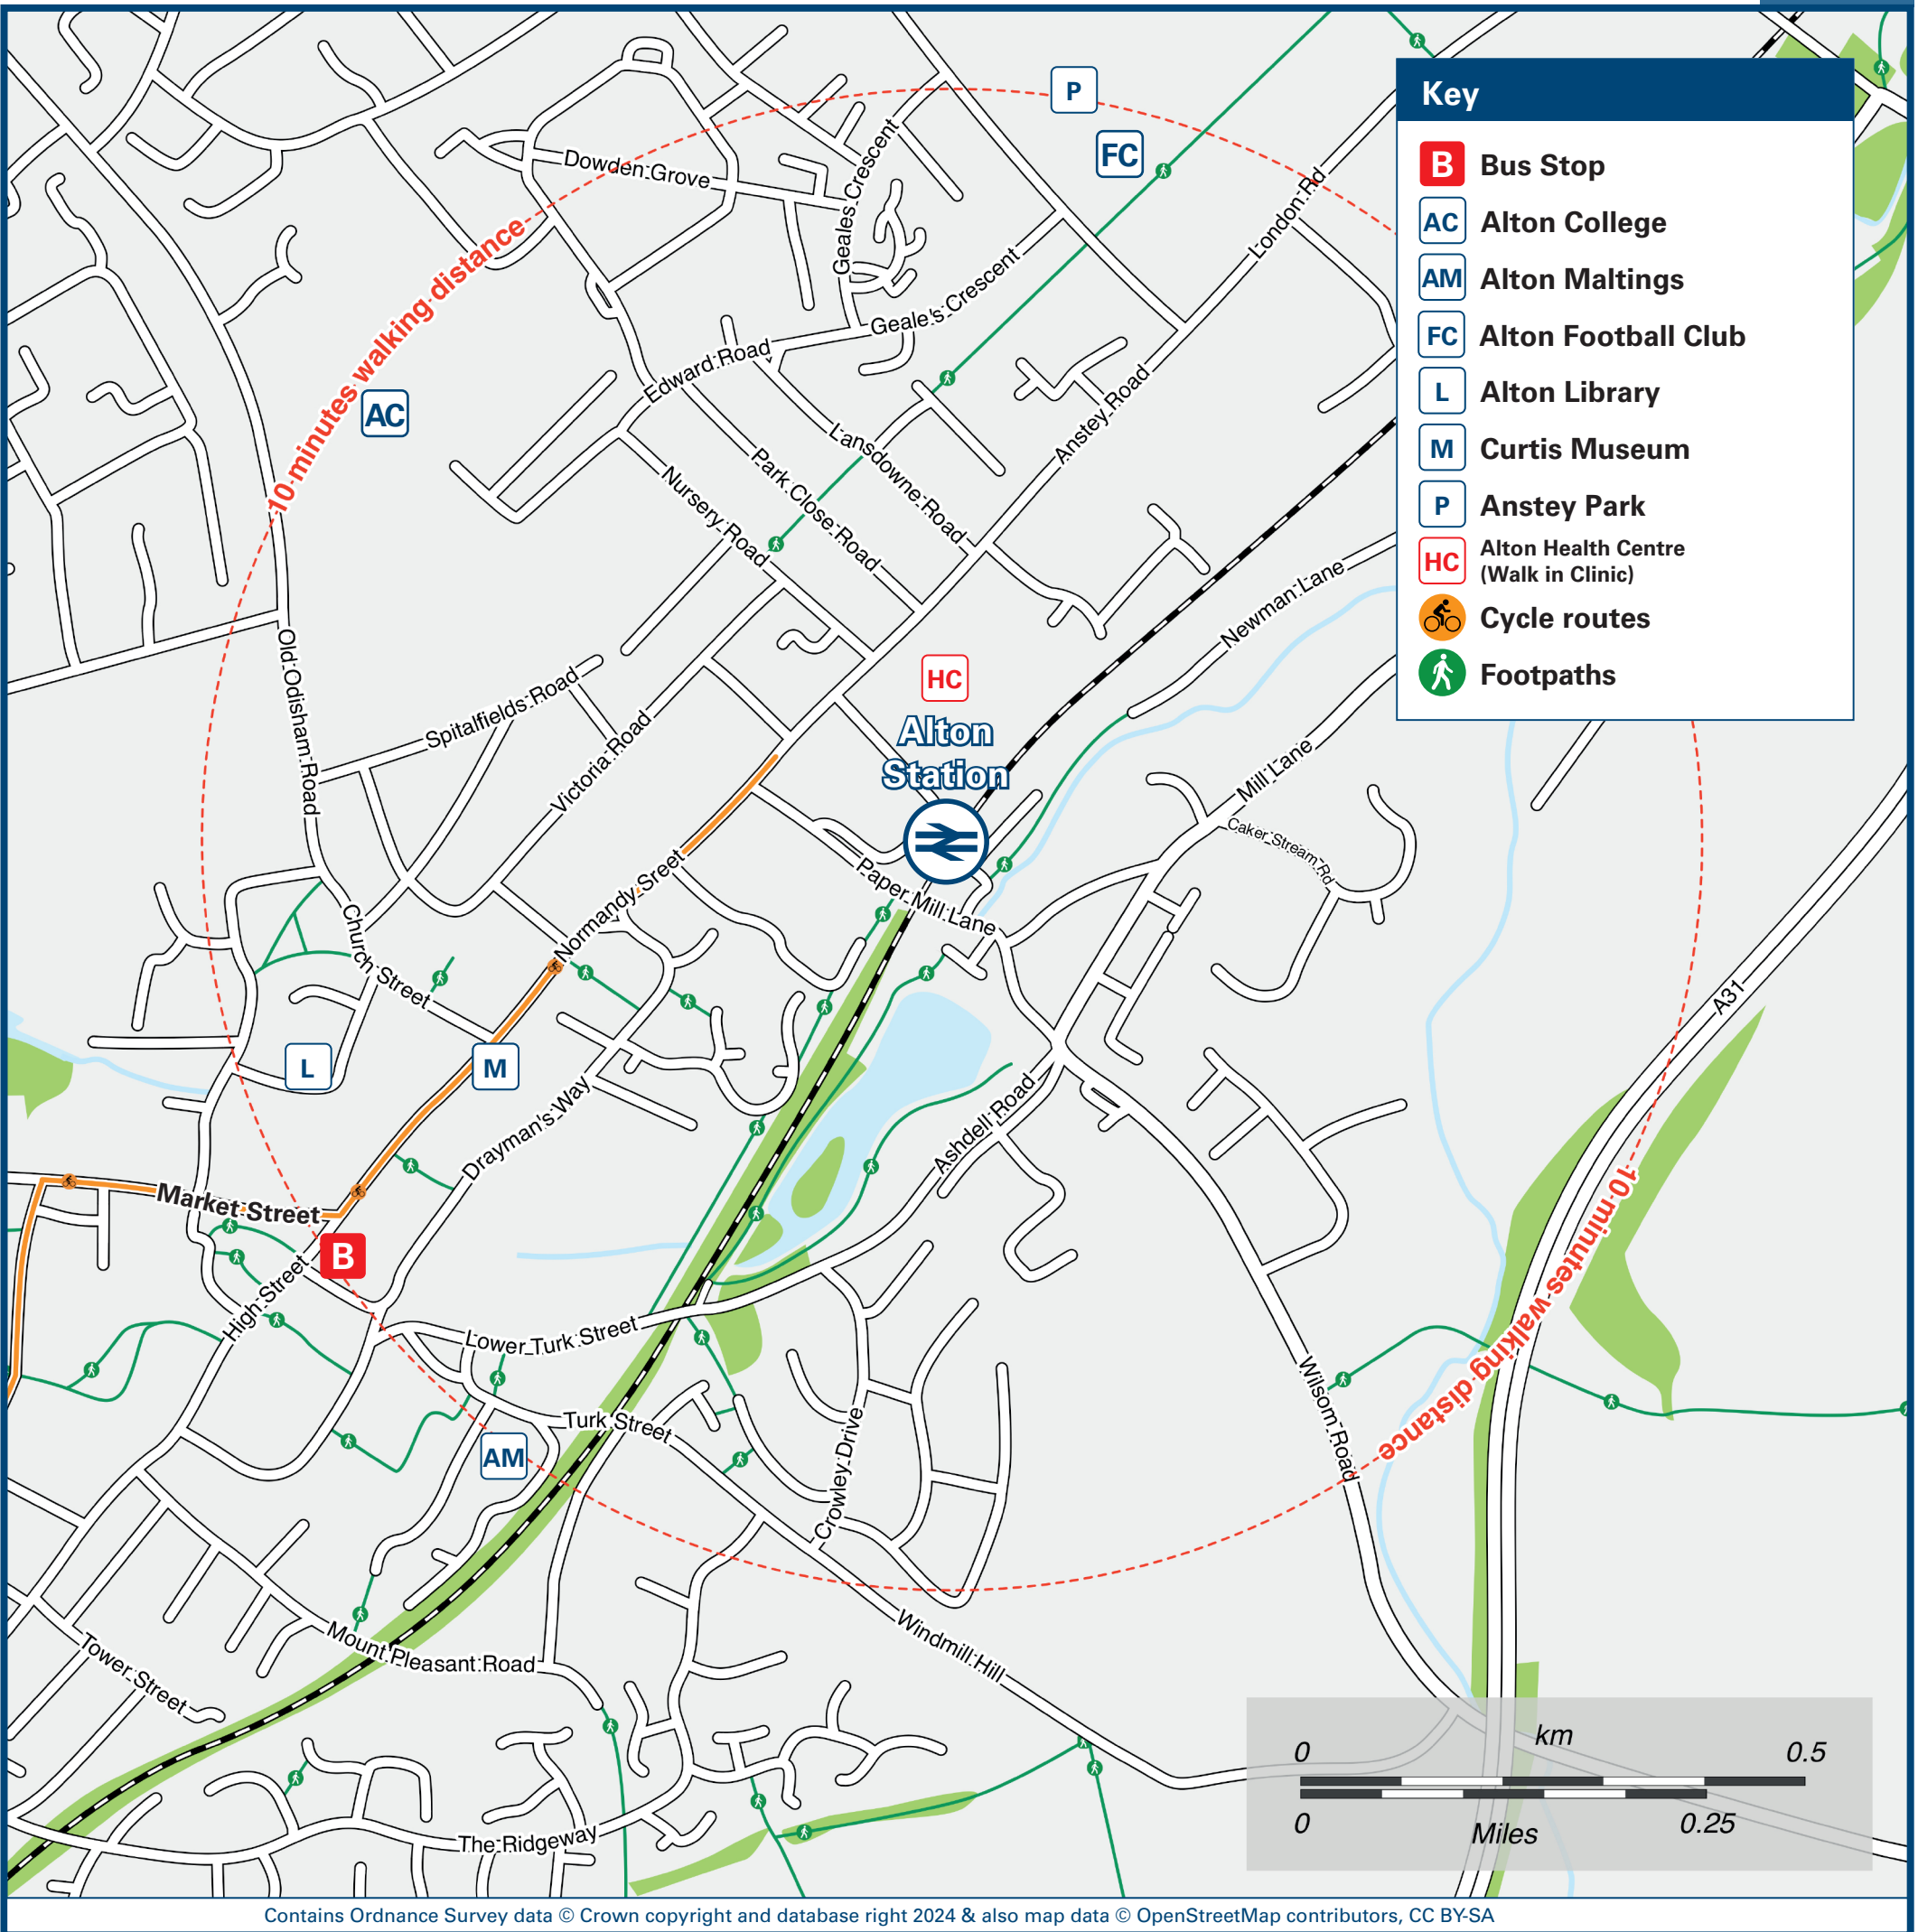 P
FC
Key
B Bus Stop
AC Alton College
AM Alton Maltings
FC Alton Football Club
L Alton Library
M Curtis Museum
P Anstey Park
HC Alton Health Centre
(Walk in Clinic)
Cycle routes
Footpaths
Dowden Grove
Geales Crescent
London Rd
10 minutes walking distance
Geale's Crescent
Edward Road
AC
Anstey Road
Lansdowne Road
Park Close Road
Nursery Road
Newman Lane
Old Odisham Road
HC
Alton
Station
Spitalfields Road
Victoria Road
Mill Lane
Caker Stream Rd
Normandy Sreet
Paper Mill Lane
Church Street
A31
L
M
Drayman's Way
Ashdell Road
Market Street
B
High Street
10 minutes walking distance
Lower Turk Street
Wilsom Road
Turk Street
AM
Crowley Drive
Windmill Hill
Mount Pleasant Road
Tower Street
The Ridgeway
km
0 0.5
0 0.25
Miles
Contains Ordnance Survey data © Crown copyright and database right 2024 & also map data © OpenStreetMap contributors, CC BY-SA